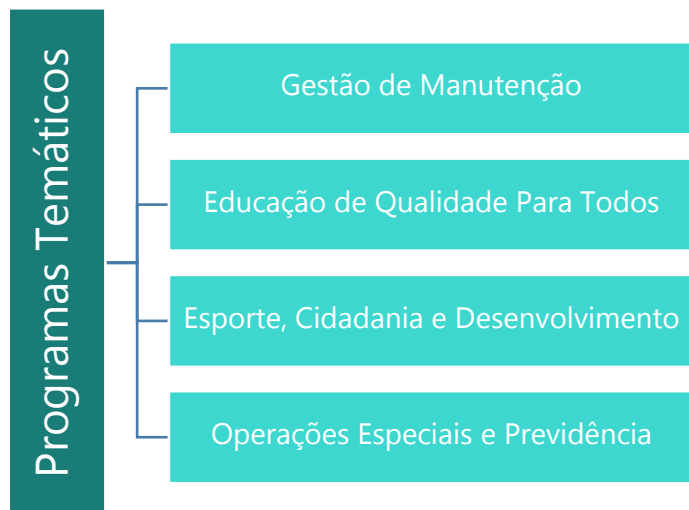 Programas Temáticos
Gestão de Manutenção
Educação de Qualidade Para Todos
Esporte, Cidadania e Desenvolvimento
Operações Especiais e Previdência